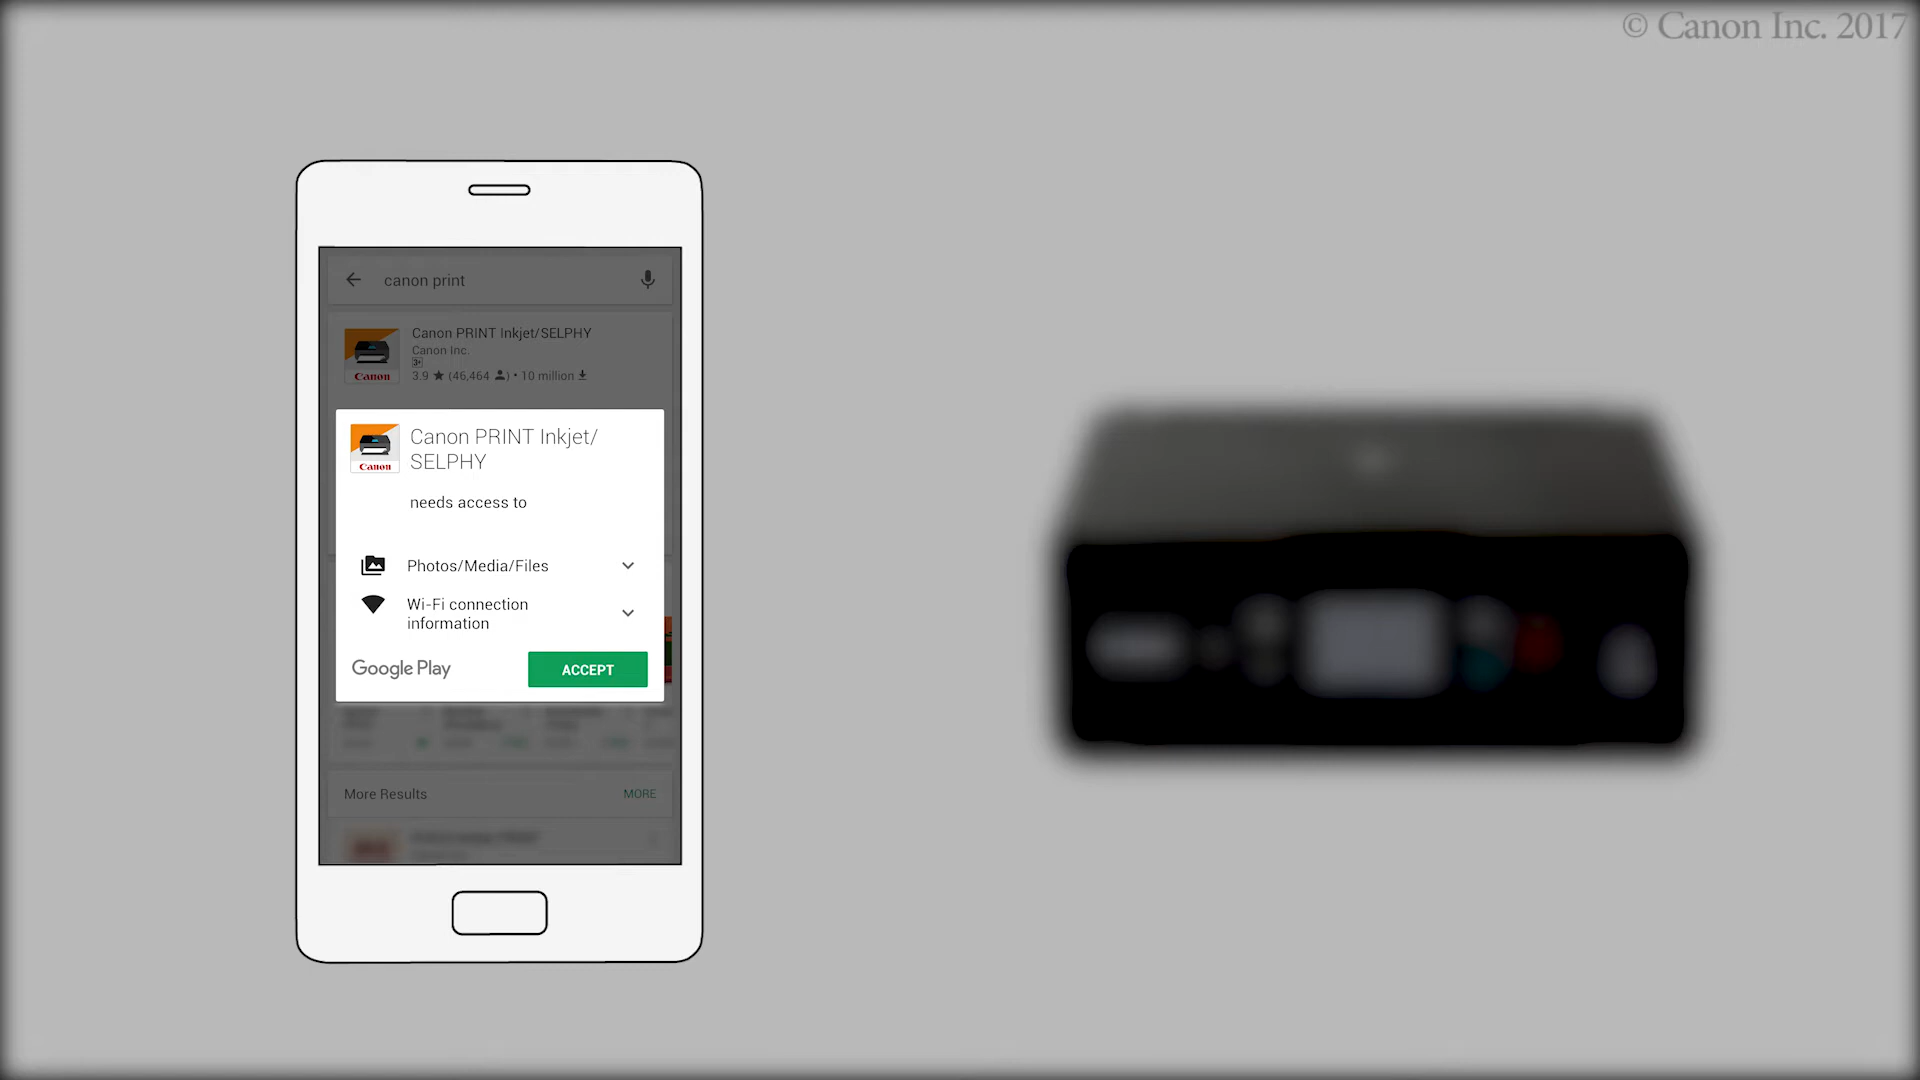 © Canon Inc. 2017
canon print
Canon PRINT Inkjet/SELPHY
Canon Inc.
3+
3.9 ★ (46,464 ) • 10 million
Canon
Canon PRINT Inkjet/
SELPHY
Canon
needs access to
Photos/Media/Files
Wi-Fi connection
information
Google Play
ACCEPT
More Results
MORE